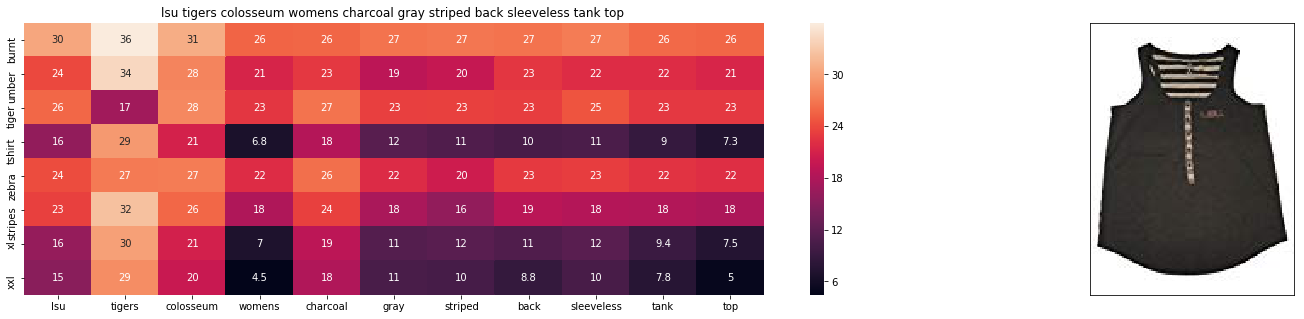 lsu tigers colosseum womens charcoal gray striped back sleeveless tank top
burnt 30 36 31 26 26 27 27 27 27 26 26
umber 24 34 28 21 23 19 20 23 22 22 21
tiger 26 17 28 23 27 23 23 23 25 23 23
tshirt 16 29 21 6.8 18 12 11 10 11 9 7.3
zebra 24 27 27 22 26 22 20 23 23 22 22
stripes 23 32 26 18 24 18 16 19 18 18 18
xl 16 30 21 7 19 11 12 11 12 9.4 7.5
xxl 15 29 20 4.5 18 11 10 8.8 10 7.8 5
lsu tigers colosseum womens charcoal gray striped back sleeveless tank top
30
24
18
12
6